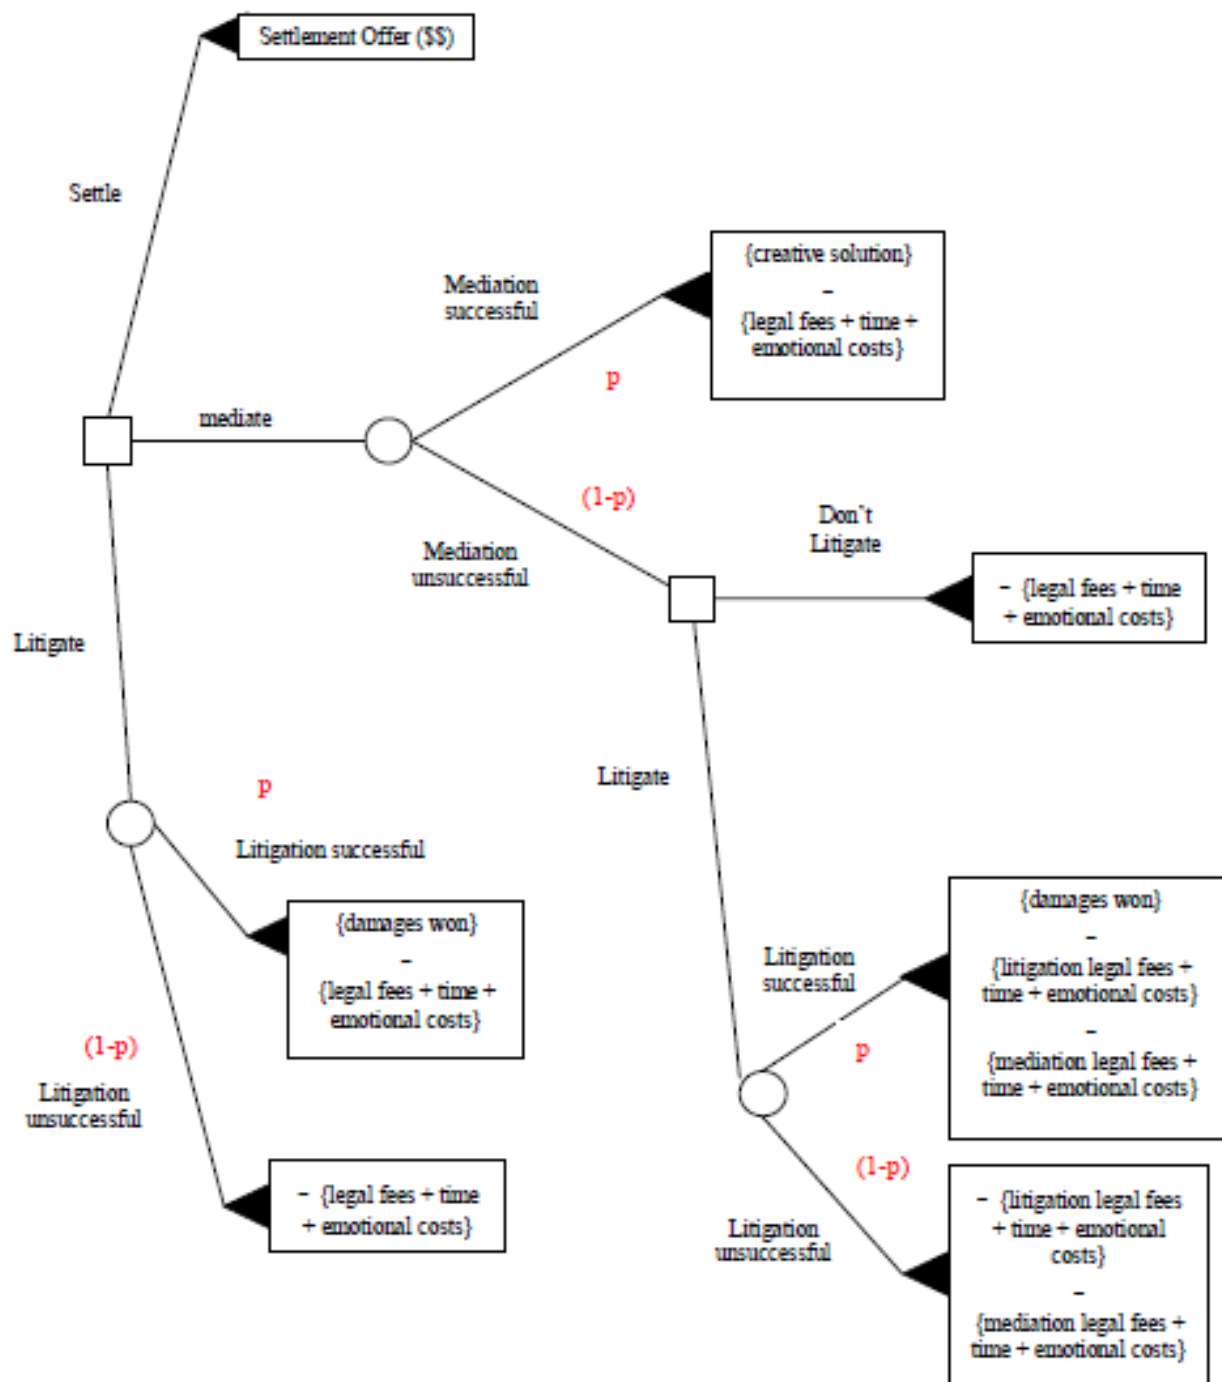 Settlement Offer ($$)
Settle
{creative solution}
–
{legal fees + time +
emotional costs}
Mediation
successful
p
mediate
(1-p)
Mediation
unsuccessful
Don't
Litigate
– {legal fees + time
+ emotional costs}
Litigate
Litigate
p
Litigation successful
{damages won}
–
{legal fees + time +
emotional costs}
(1-p)
Litigation
unsuccessful
– {legal fees + time
+ emotional costs}
Litigation
successful
p
{damages won}
–
{litigation legal fees +
time + emotional costs}
–
{mediation legal fees +
time + emotional costs}
(1-p)
Litigation
unsuccessful
– {litigation legal fees
+ time + emotional
costs}
–
{mediation legal fees +
time + emotional costs}